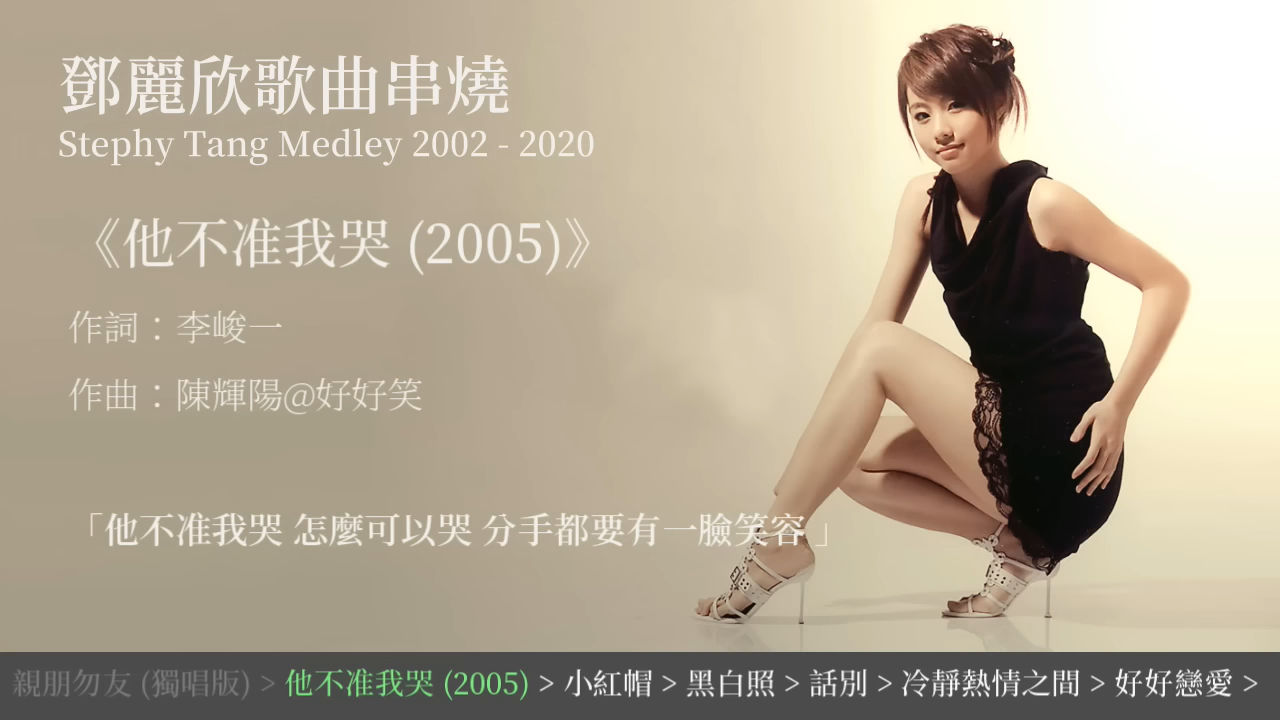 鄧麗欣歌曲串燒
Stephy Tang Medley 2002 - 2020
《他不准我哭 (2005)》
作詞：李峻一
作曲：陳輝陽@好好笑
「他不准我哭 怎麼可以哭 分手都要有一臉笑容 」
親朋勿友 (獨唱版) > 他不准我哭 (2005) > 小紅帽 > 黑白照 > 話別 > 冷靜熱情之間 > 好好戀愛 >